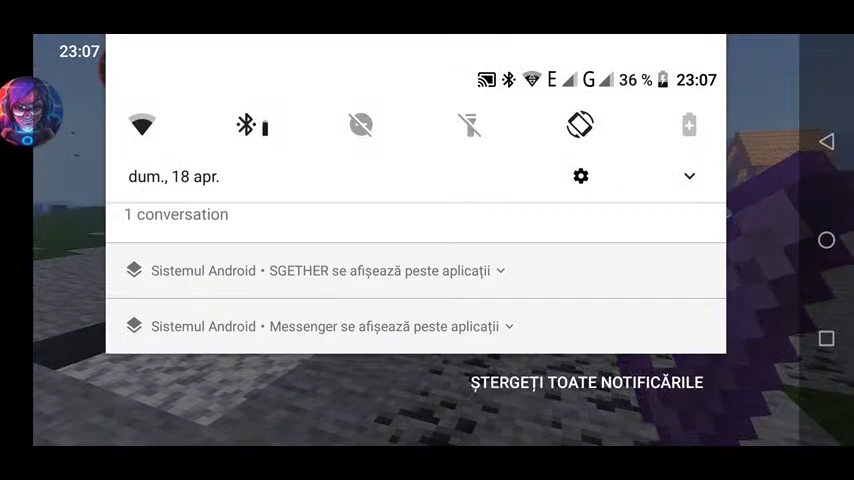 23:07
E G 36 % 23:07
dum., 18 apr.
1 conversation
Sistemul Android • SGETHER se afișează peste aplicații
Sistemul Android • Messenger se afișează peste aplicații
ȘTERGEȚI TOATE NOTIFICĂRILE